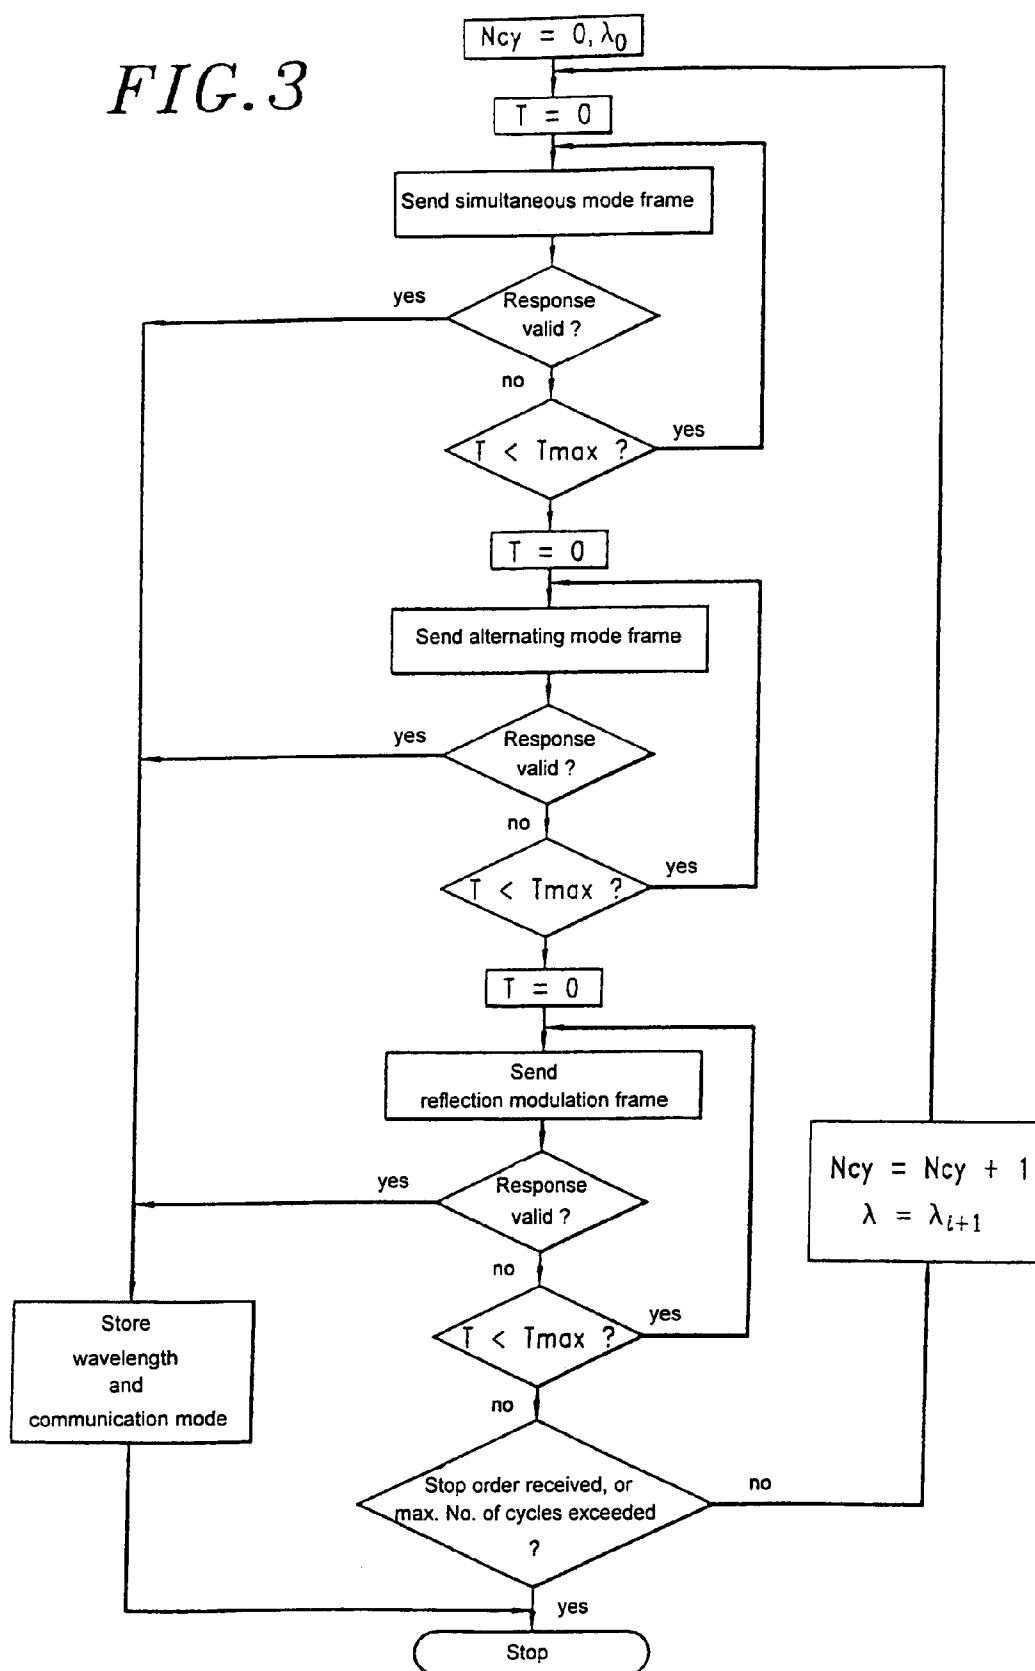 FIG.3
Ncy = 0, λ0
T = 0
Send simultaneous mode frame
yes
Response
valid ?
no
T < Tmax ?
yes
T = 0
Send alternating mode frame
yes
Response
valid ?
no
T < Tmax ?
yes
T = 0
Send
reflection modulation frame
yes
Response
valid ?
no
T < Tmax ?
yes
no
Ncy = Ncy + 1
λ = λi+1
Store
wavelength
and
communication mode
Stop order received, or
max. No. of cycles exceeded
?
no
yes
Stop